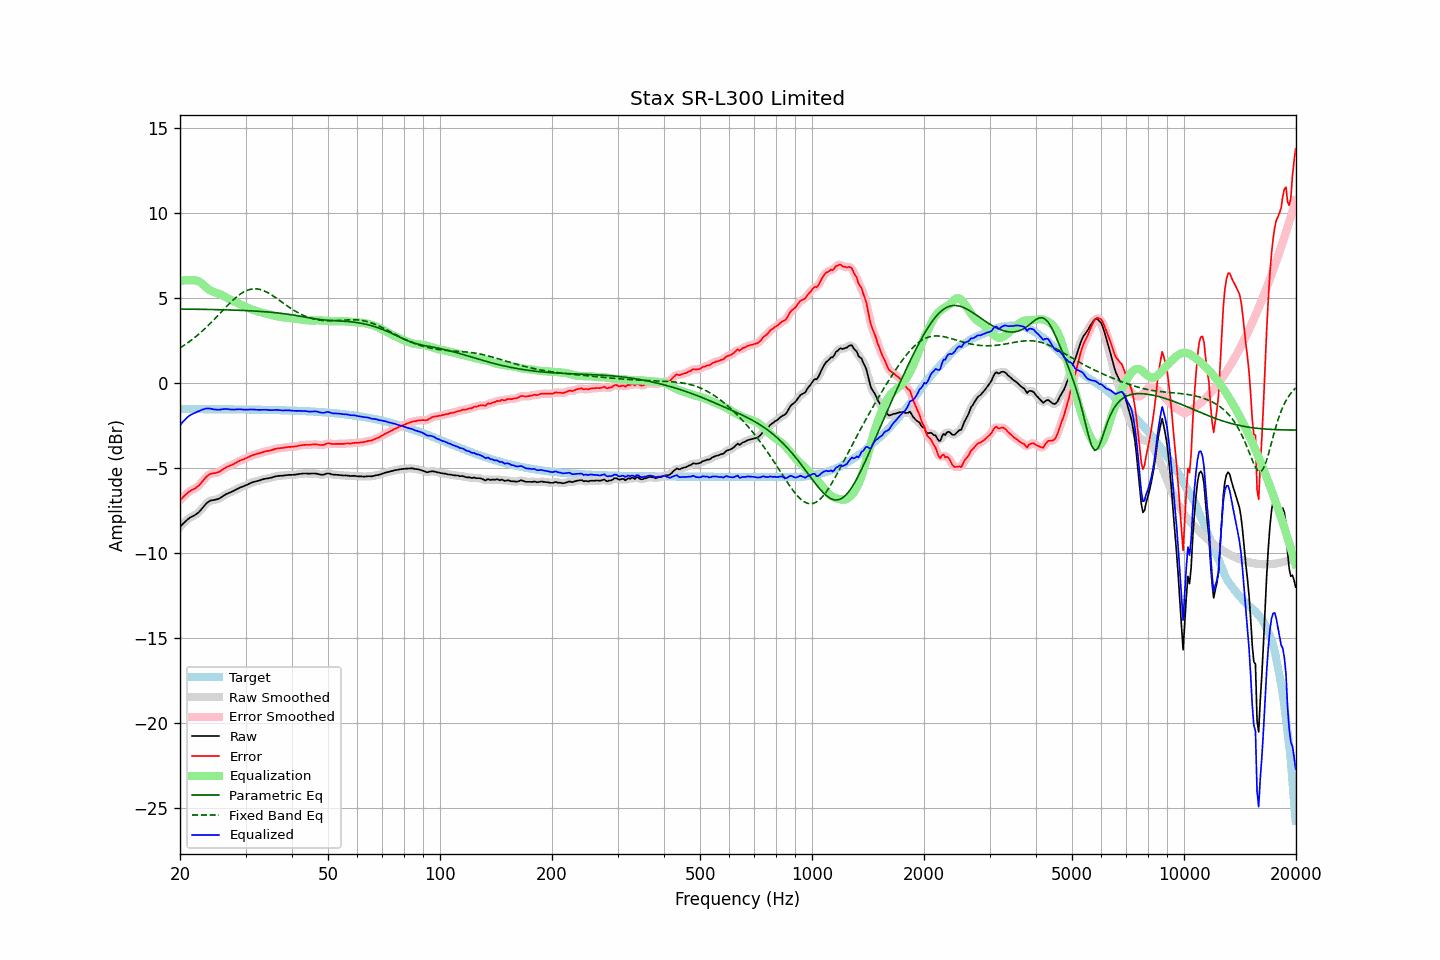 Stax SR-L300 Limited
15
10
5
0
−5
−10
−15
−20
−25
Amplitude (dBr)
Target
Raw Smoothed
Error Smoothed
Raw
Error
Equalization
Parametric Eq
Fixed Band Eq
Equalized
20 50 100 200 500 1000 2000 5000 10000 20000
Frequency (Hz)